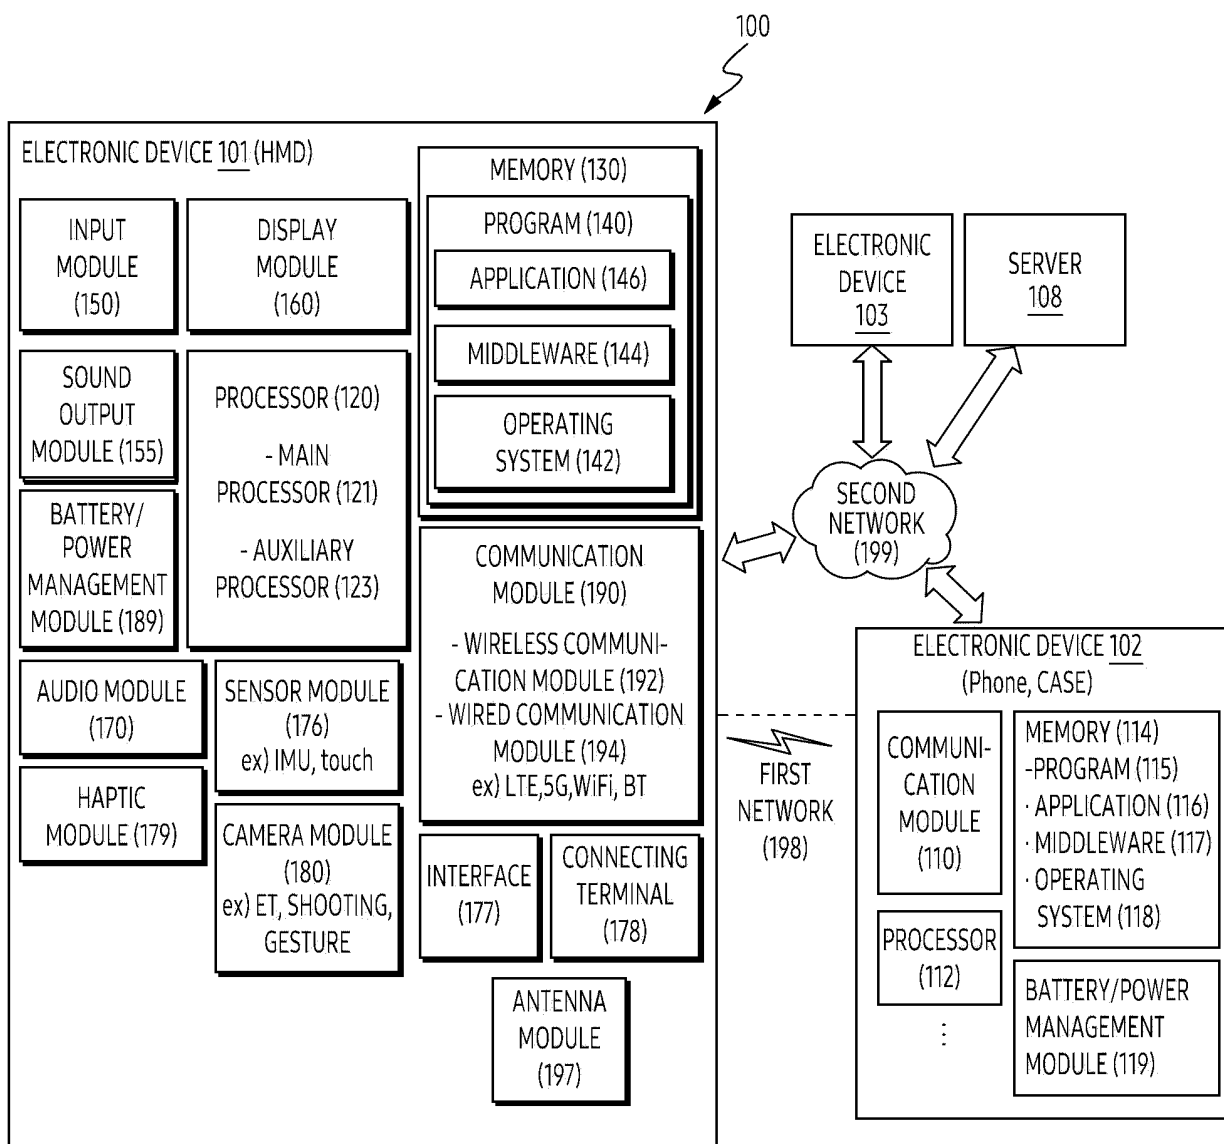 100
ELECTRONIC DEVICE 101 (HMD)
INPUT
MODULE
(150)
DISPLAY
MODULE
(160)
SOUND
OUTPUT
MODULE (155)
PROCESSOR (120)
- MAIN
PROCESSOR (121)
- AUXILIARY
PROCESSOR (123)
BATTERY/
POWER
MANAGEMENT
MODULE (189)
AUDIO MODULE
(170)
SENSOR MODULE
(176)
ex) IMU, touch
HAPTIC
MODULE (179)
CAMERA MODULE
(180)
ex) ET, SHOOTING,
GESTURE
MEMORY (130)
PROGRAM (140)
APPLICATION (146)
MIDDLEWARE (144)
OPERATING
SYSTEM (142)
COMMUNICATION
MODULE (190)
- WIRELESS COMMUNI-
CATION MODULE (192)
- WIRED COMMUNICATION
MODULE (194)
ex) LTE,5G,WiFi, BT
INTERFACE
(177)
CONNECTING
TERMINAL
(178)
ANTENNA
MODULE
(197)
ELECTRONIC
DEVICE
103
SERVER
108
SECOND
NETWORK
(199)
FIRST
NETWORK
(198)
ELECTRONIC DEVICE 102
(Phone, CASE)
COMMUNI-
CATION
MODULE
(110)
PROCESSOR
(112)
⋮
MEMORY (114)
-PROGRAM (115)
· APPLICATION (116)
· MIDDLEWARE (117)
· OPERATING
SYSTEM (118)
BATTERY/POWER
MANAGEMENT
MODULE (119)